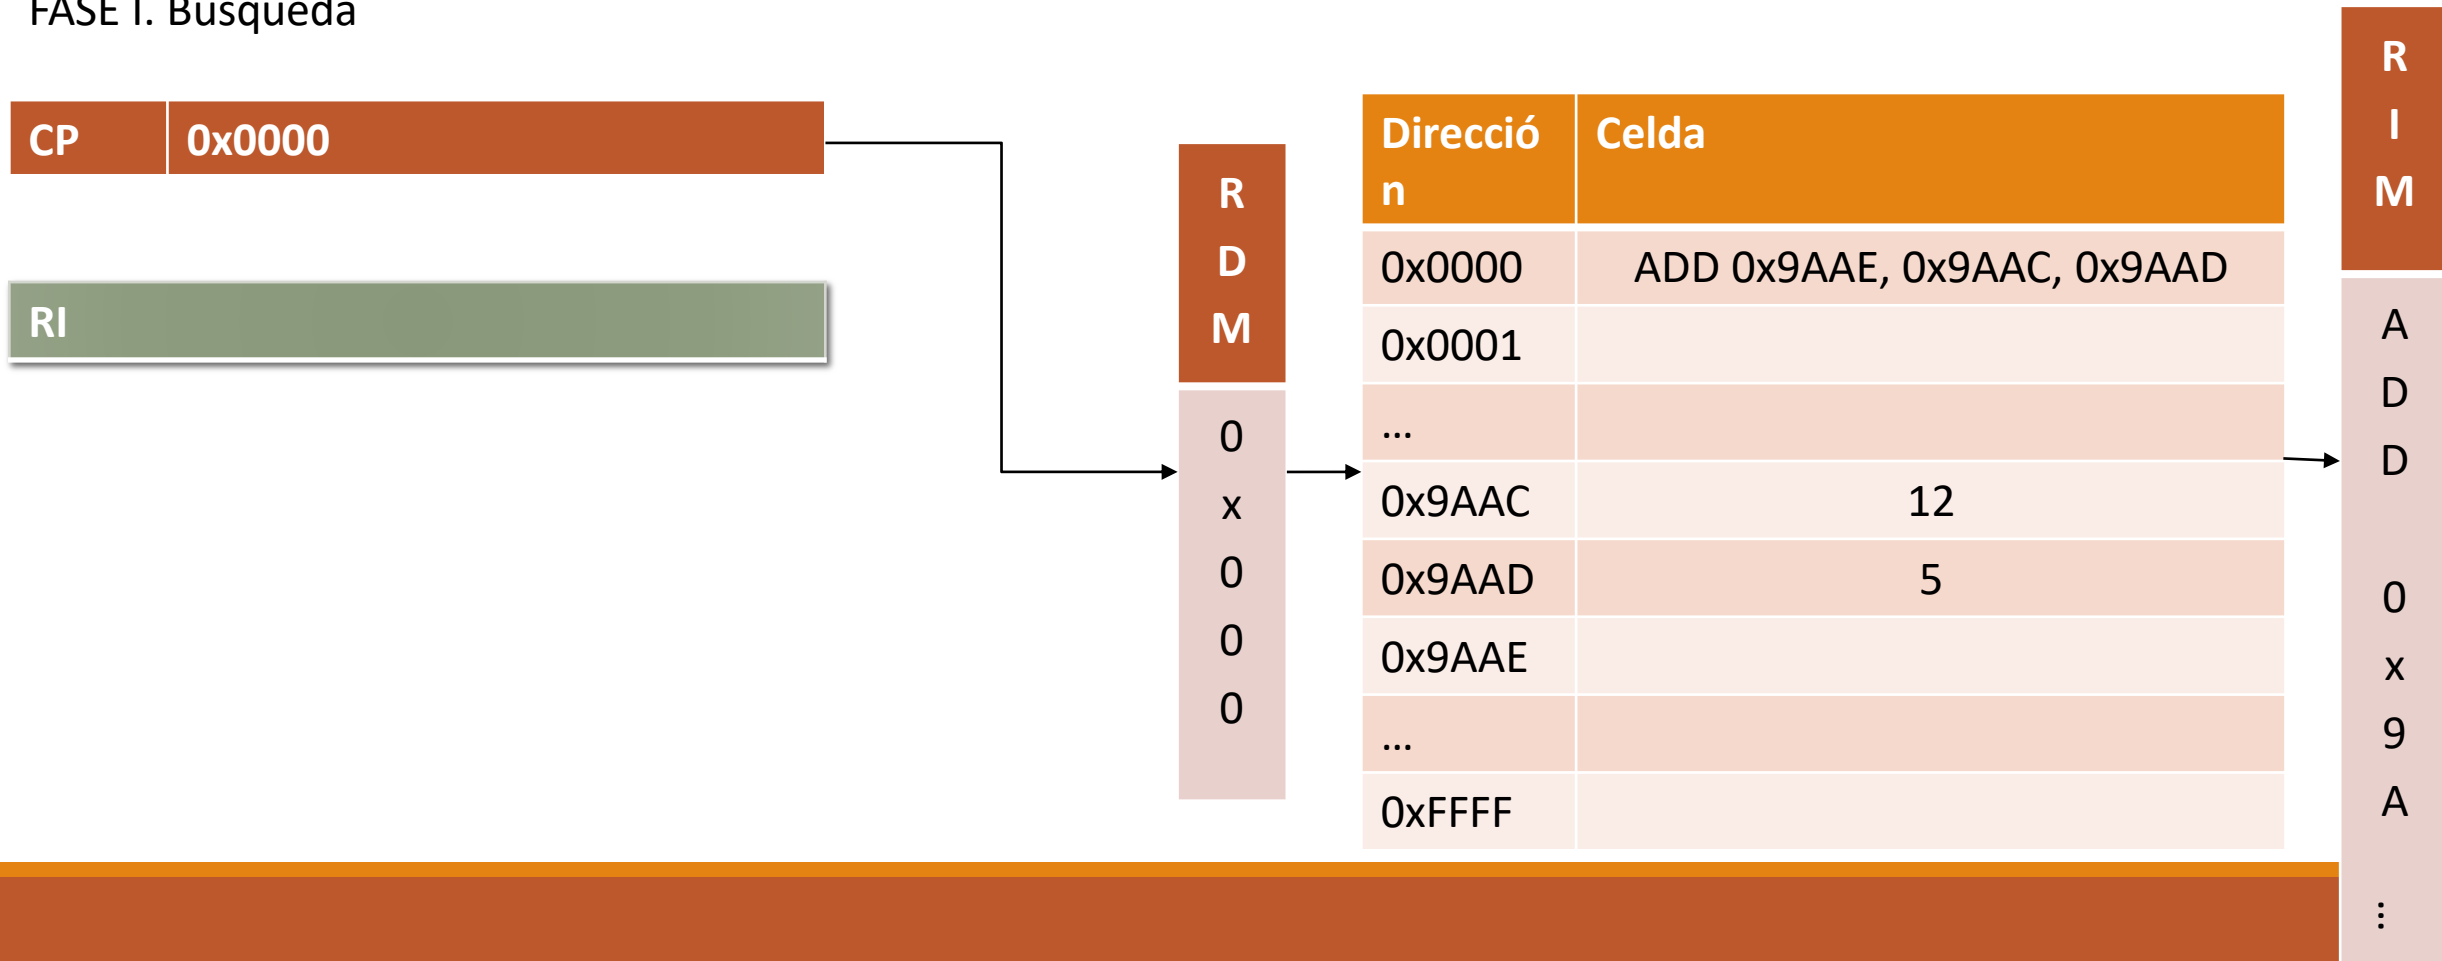 FASE I. Búsqueda
CP 0x0000
RI
R
D
M
0
x
0
0
0
Direcció
n
Celda
0x0000 ADD 0x9AAE, 0x9AAC, 0x9AAD
0x0001
...
0x9AAC 12
0x9AAD 5
0x9AAE
...
0xFFFF
R
I
M
A
D
D
0
x
9
A
...